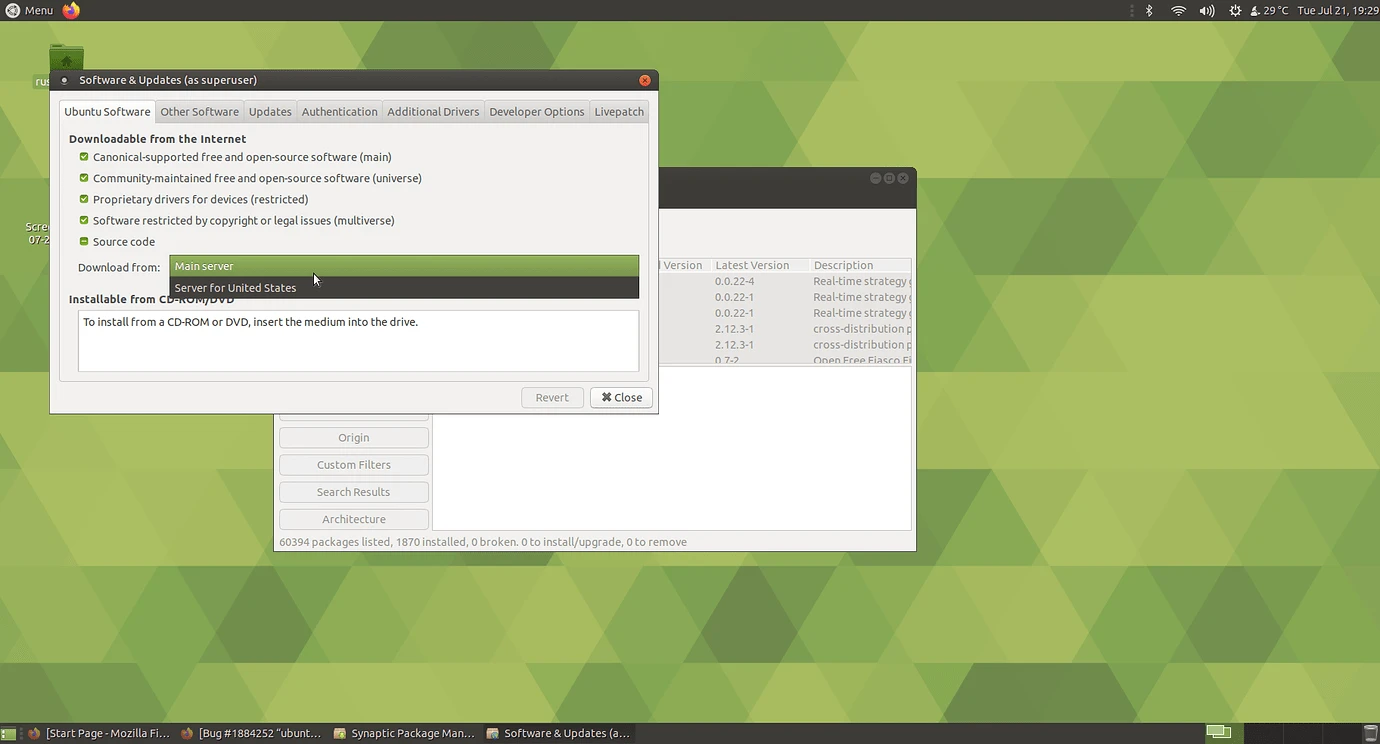 Menu
29 °C Tue Jul 21, 19:29
Software & Updates (as superuser)
Ubuntu Software Other Software Updates Authentication Additional Drivers Developer Options Livepatch
Downloadable from the Internet
Canonical-supported free and open-source software (main)
Community-maintained free and open-source software (universe)
Proprietary drivers for devices (restricted)
Software restricted by copyright or legal issues (multiverse)
Source code
Download from: Main server
Server for United States
Installable from CD-ROM/DVD
To install from a CD-ROM or DVD, insert the medium into the drive.
Revert Close
Version Latest Version Description
0.0.22-4 Real-time strategy
0.0.22-1 Real-time strategy
0.0.22-1 Real-time strategy
2.12.3-1 cross-distribution p
2.12.3-1 cross-distribution p
0.7-2 Open Free Fiasco Fi
Origin
Custom Filters
Search Results
Architecture
60394 packages listed, 1870 installed, 0 broken. 0 to install/upgrade, 0 to remove
[Start Page - Mozilla Fi... [Bug #1884252 “ubunt... Synaptic Package Man... Software & Updates (a...